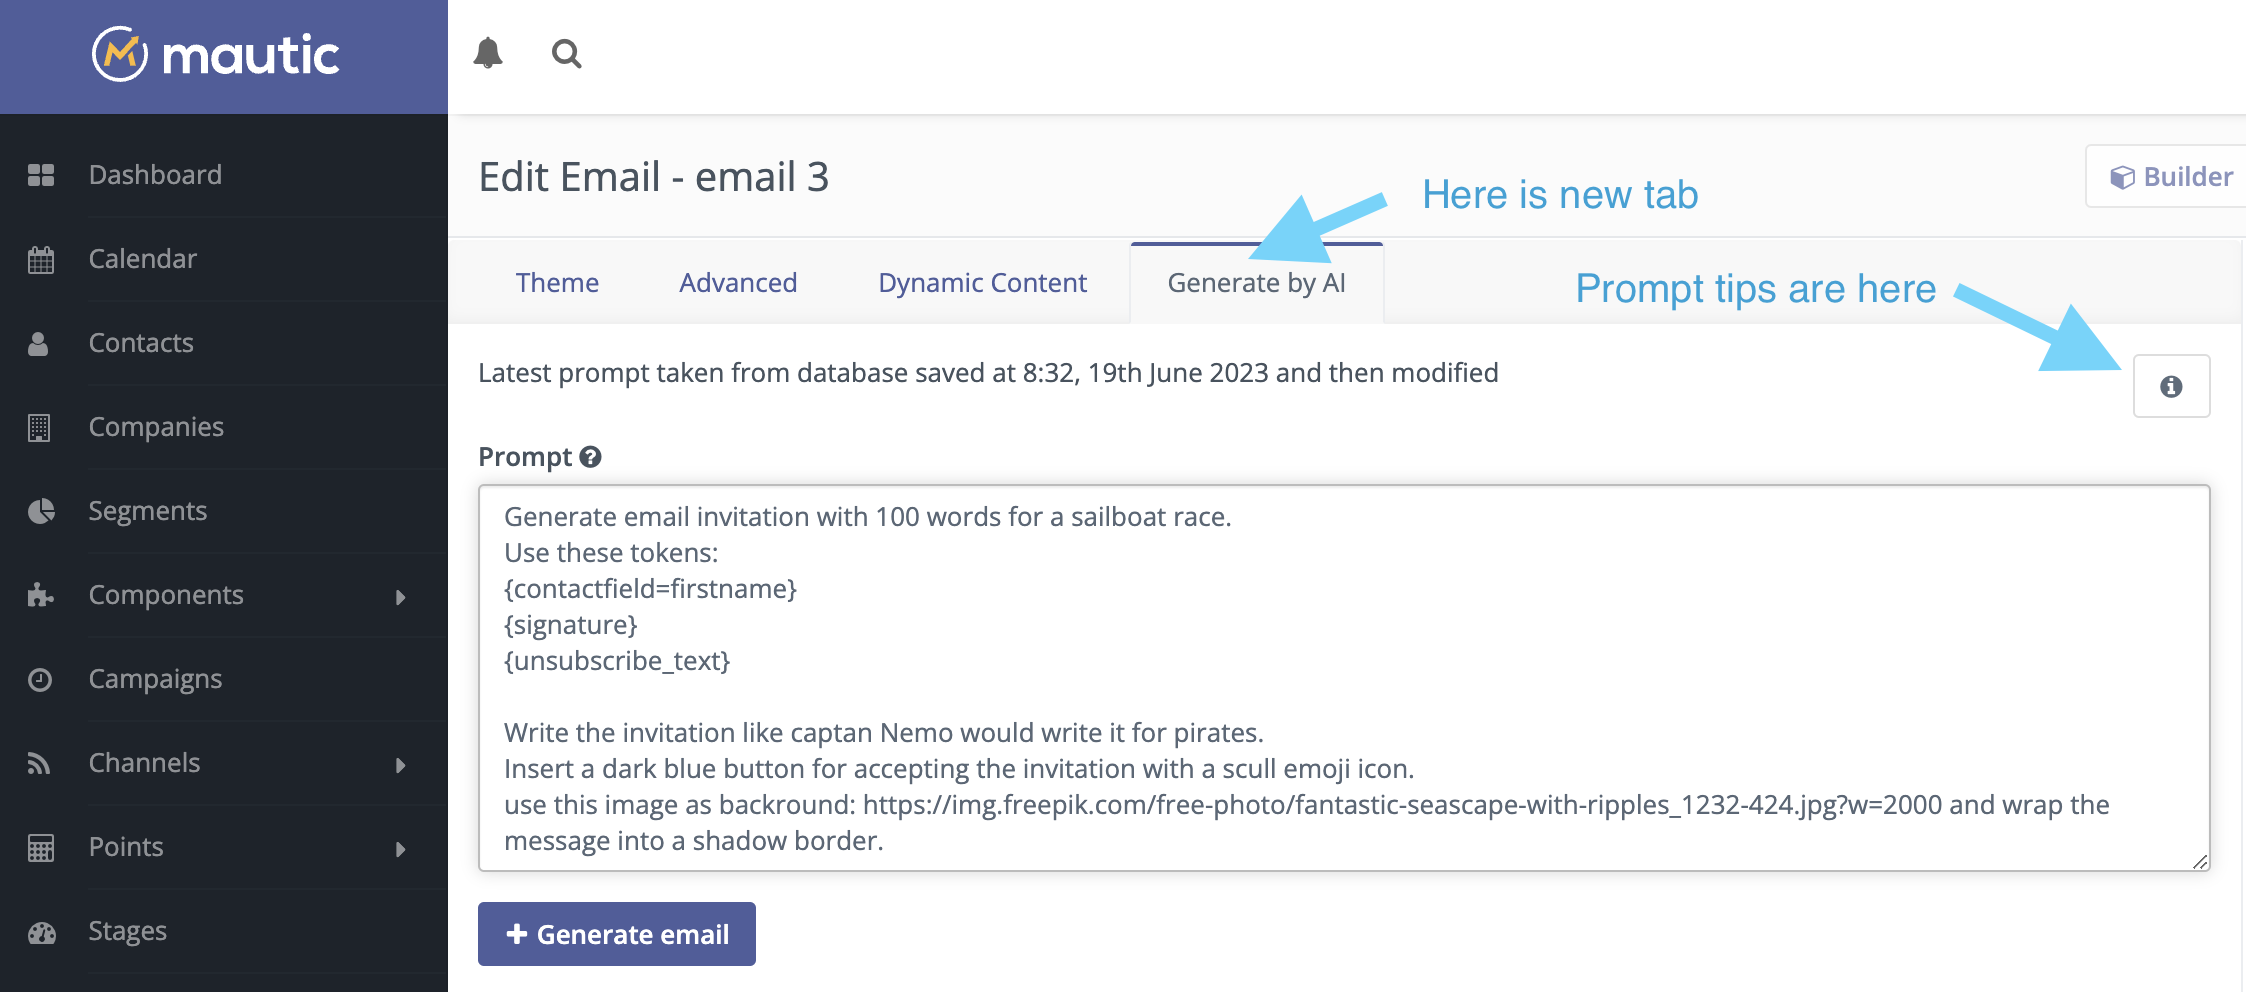 mautic
Dashboard
Calendar
Contacts
Companies
Segments
Components
Campaigns
Channels
Points
Stages
Edit Email - email 3
Here is new tab
Builder
Theme
Advanced
Dynamic Content
Generate by AI
Prompt tips are here
Latest prompt taken from database saved at 8:32, 19th June 2023 and then modified
Prompt
Generate email invitation with 100 words for a sailboat race.
Use these tokens:
{contactfield=firstname}
{signature}
{unsubscribe_text}
Write the invitation like captan Nemo would write it for pirates.
Insert a dark blue button for accepting the invitation with a scull emoji icon.
use this image as backround: https://img.freepik.com/free-photo/fantastic-seascape-with-ripples_1232-424.jpg?w=2000 and wrap the
message into a shadow border.
+ Generate email